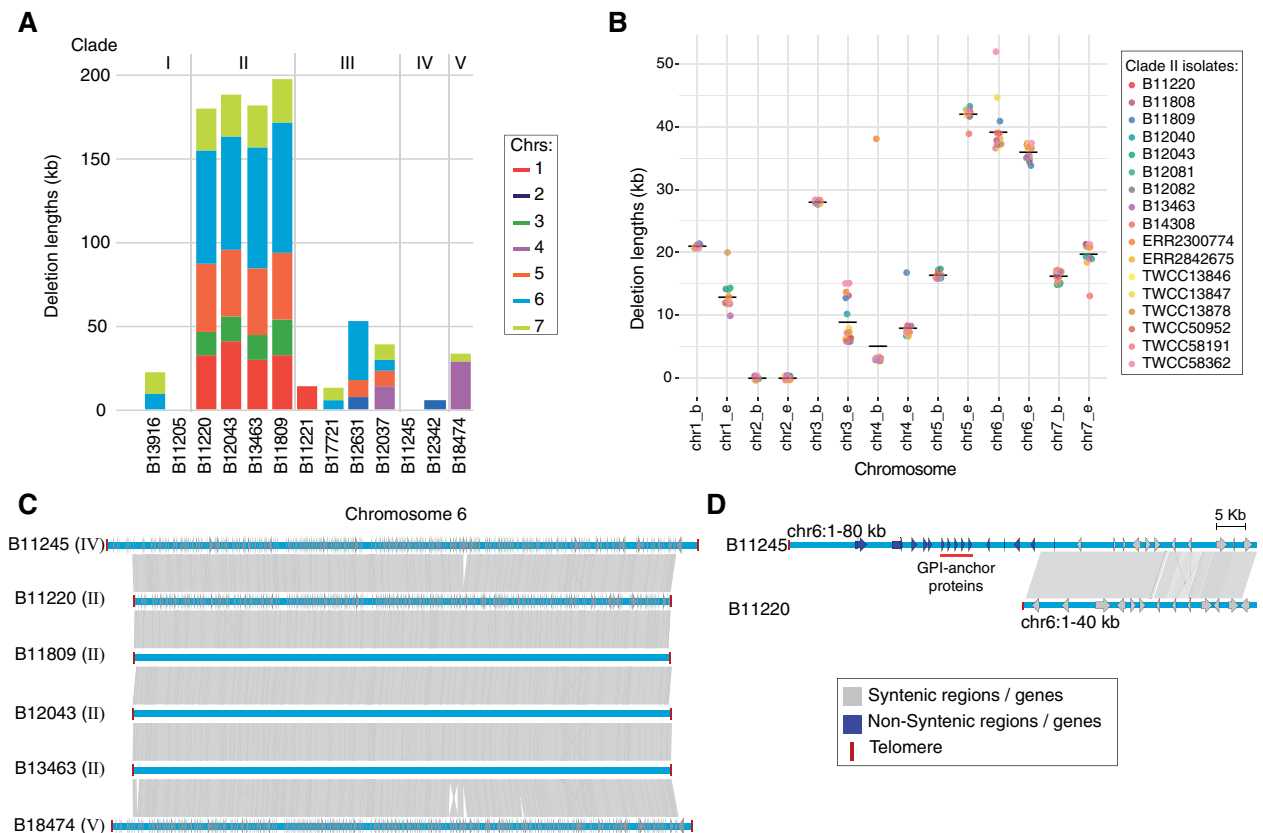 A
Clade
I II III IV V
Deletion lengths (kb)
200
150
100
50
0
B13916
B11205
B11220
B12043
B13463
B11809
B11221
B17721
B12631
B12037
B11245
B12342
B18474
Chrs:
1
2
3
4
5
6
7
B
Deletion lengths (kb)
50
40
30
20
10
0
chr1_b
chr1_e
chr2_b
chr2_e
chr3_b
chr3_e
chr4_b
chr4_e
chr5_b
chr5_e
chr6_b
chr6_e
chr7_b
chr7_e
Chromosome
Clade II isolates:
B11220
B11808
B11809
B12040
B12043
B12081
B12082
B13463
B14308
ERR2300774
ERR2842675
TWCC13846
TWCC13847
TWCC13878
TWCC50952
TWCC58191
TWCC58362
C
Chromosome 6
B11245 (IV)
B11220 (II)
B11809 (II)
B12043 (II)
B13463 (II)
B18474 (V)
D
5 Kb
chr6:1-80 kb
B11245
GPI-anchor
proteins
B11220
chr6:1-40 kb
Syntenic regions / genes
Non-Syntenic regions / genes
Telomere